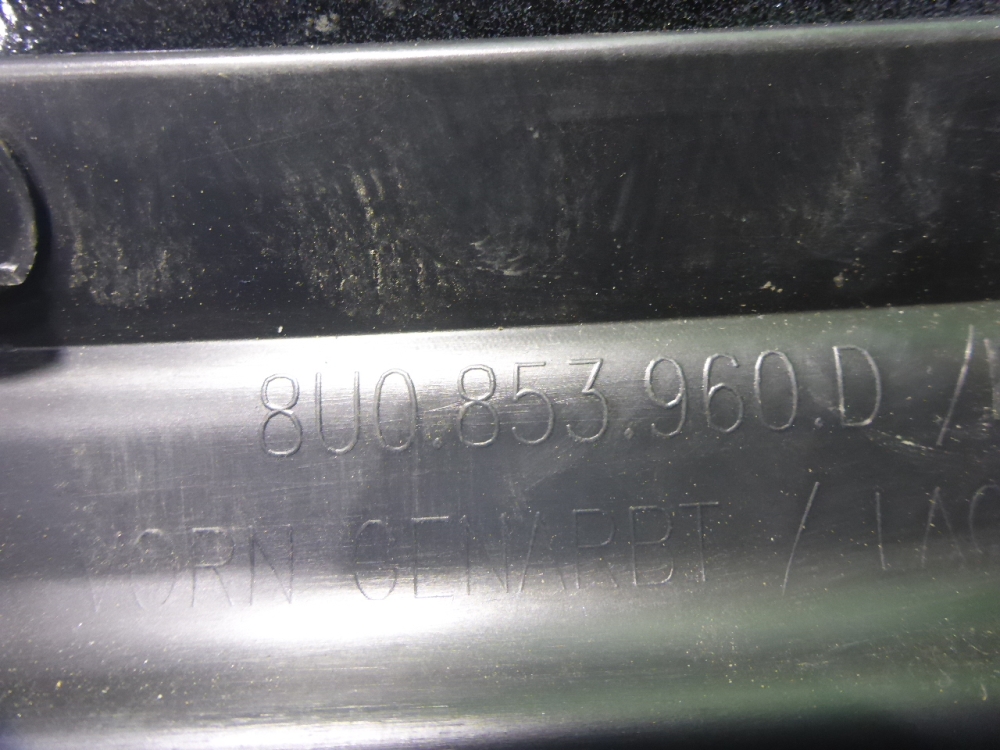 8U0.853.960.D /
VORN GENARBT /